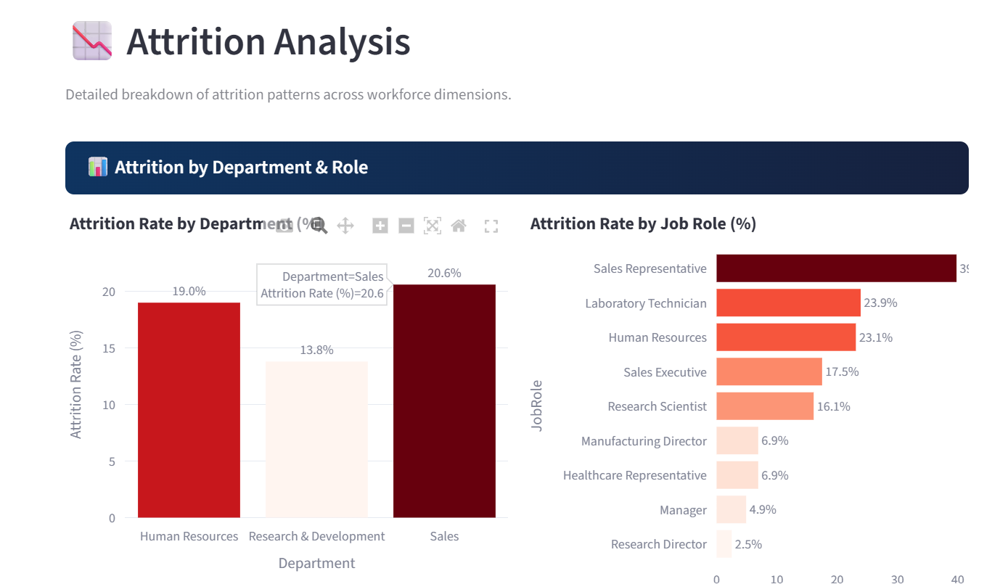 Attrition Analysis
Detailed breakdown of attrition patterns across workforce dimensions.
Attrition by Department & Role
Attrition Rate by Department (%)
Department=Sales
Attrition Rate (%)=20.6
19.0%
13.8%
20.6%
20
15
10
5
0
Attrition Rate (%)
Human Resources
Research & Development
Sales
Department
Attrition Rate by Job Role (%)
JobRole
Sales Representative
Laboratory Technician 23.9%
Human Resources 23.1%
Sales Executive 17.5%
Research Scientist 16.1%
Manufacturing Director 6.9%
Healthcare Representative 6.9%
Manager 4.9%
Research Director 2.5%
0 10 20 30 40